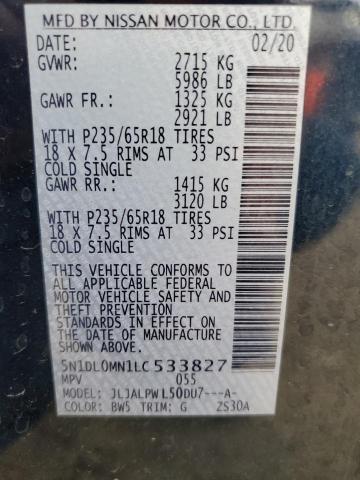 MFD BY NISSAN MOTOR CO., LTD.
DATE: 02/20
GVWR: 2715 KG
5986 LB
GAWR FR.: 1325 KG
2921 LB
WITH P235/65R18 TIRES
18 X 7.5 RIMS AT 33 PSI
COLD SINGLE
GAWR RR.: 1415 KG
3120 LB
WITH P235/65R18 TIRES
18 X 7.5 RIMS AT 33 PSI
COLD SINGLE
THIS VEHICLE CONFORMS TO
ALL APPLICABLE FEDERAL
MOTOR VEHICLE SAFETY AND
THEFT PREVENTION
STANDARDS IN EFFECT ON
THE DATE OF MANUFACTURE
SHOWN ABOVE.
5N1DL0MN1LC533827
MPV 055
MODEL: JLJALPWL50DU7---A-
COLOR: BW5 TRIM: G ZS30A